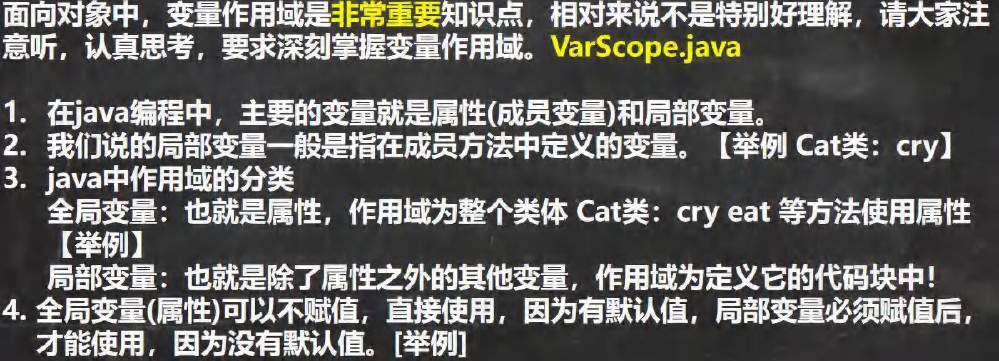 面向对象中，变量作用域是非常重要知识点，相对来说不是特别好理解，请大家注
意听，认真思考，要求深刻掌握变量作用域。VarScope.java
1. 在java编程中，主要的变量就是属性(成员变量)和局部变量。
2. 我们说的局部变量一般是指在成员方法中定义的变量。【举例 Cat类：cry】
3. java中作用域的分类
全局变量：也就是属性，作用域为整个类体 Cat类：cry eat 等方法使用属性
【举例】
局部变量：也就是除了属性之外的其他变量，作用域为定义它的代码块中！
4. 全局变量(属性)可以不赋值，直接使用，因为有默认值，局部变量必须赋值后，
才能使用，因为没有默认值。[举例]